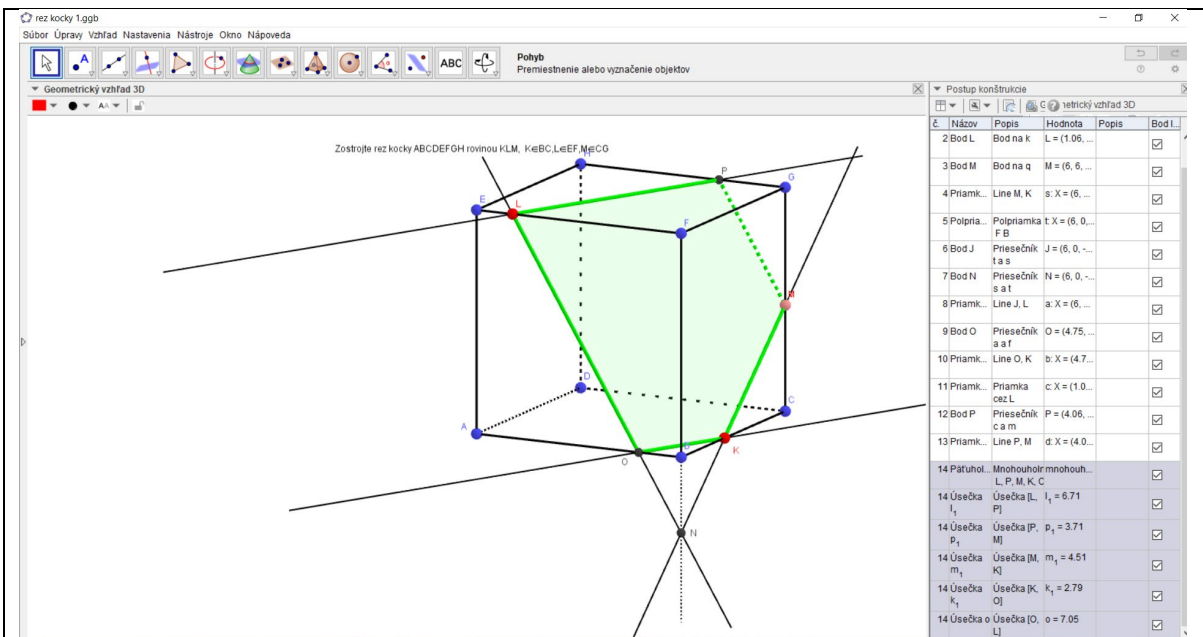 rez kocky 1.ggb
Súbor Úpravy Vzhľad Nastavenia Nástroje Okno Nápoveda
ABC
Pohyb
Premiestnenie alebo vyznačenie objektov
Geometrický vzhľad 3D
AA
Zostrojte rez kocky ABCDEFGH rovinou KLM, K∈BC,L∈EF,M∈CG
H
P
G
E
L
F
M
D
C
A
B
K
O
N
Postup konštrukcie
č. Názov Popis Hodnota Popis Bod l...
2 Bod L Bod na k L = (1.06, ...
3 Bod M Bod na q M = (6, 6, ...
4 Priamk... Line M, K s: X = (6, ...
5 Polpria... Polpriamka t: X = (6, 0,...
F B
6 Bod J Priesečník J = (6, 0, -...
t a s
7 Bod N Priesečník N = (6, 0, -...
s a t
8 Priamk... Line J, L a: X = (6, ...
9 Bod O Priesečník O = (4.75, ...
a a f
10 Priamk... Line O, K b: X = (4.7...
11 Priamk... Priamka c: X = (1.0...
cez L
12 Bod P Priesečník P = (4.06, ...
c a m
13 Priamk... Line P, M d: X = (4.0...
14 Päťuhol... mnohouh...
L, P, M, K, O
14 Úsečka Úsečka [L, l₁ = 6.71
l₁ P]
14 Úsečka Úsečka [P, p₁ = 3.71
p₁ M]
14 Úsečka Úsečka [M, m₁ = 4.51
m₁ K]
14 Úsečka Úsečka [K, k₁ = 2.79
k₁ O]
14 Úsečka o Úsečka [O, o = 7.05
L]